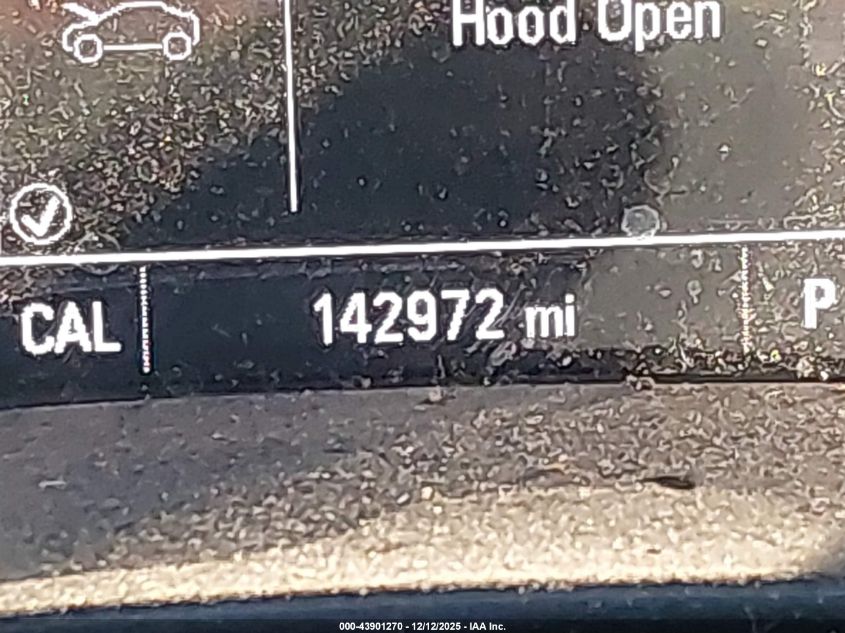 Hood Open
CAL 142972 mi P
000-43901270 - 12/12/2025 - IAA Inc.